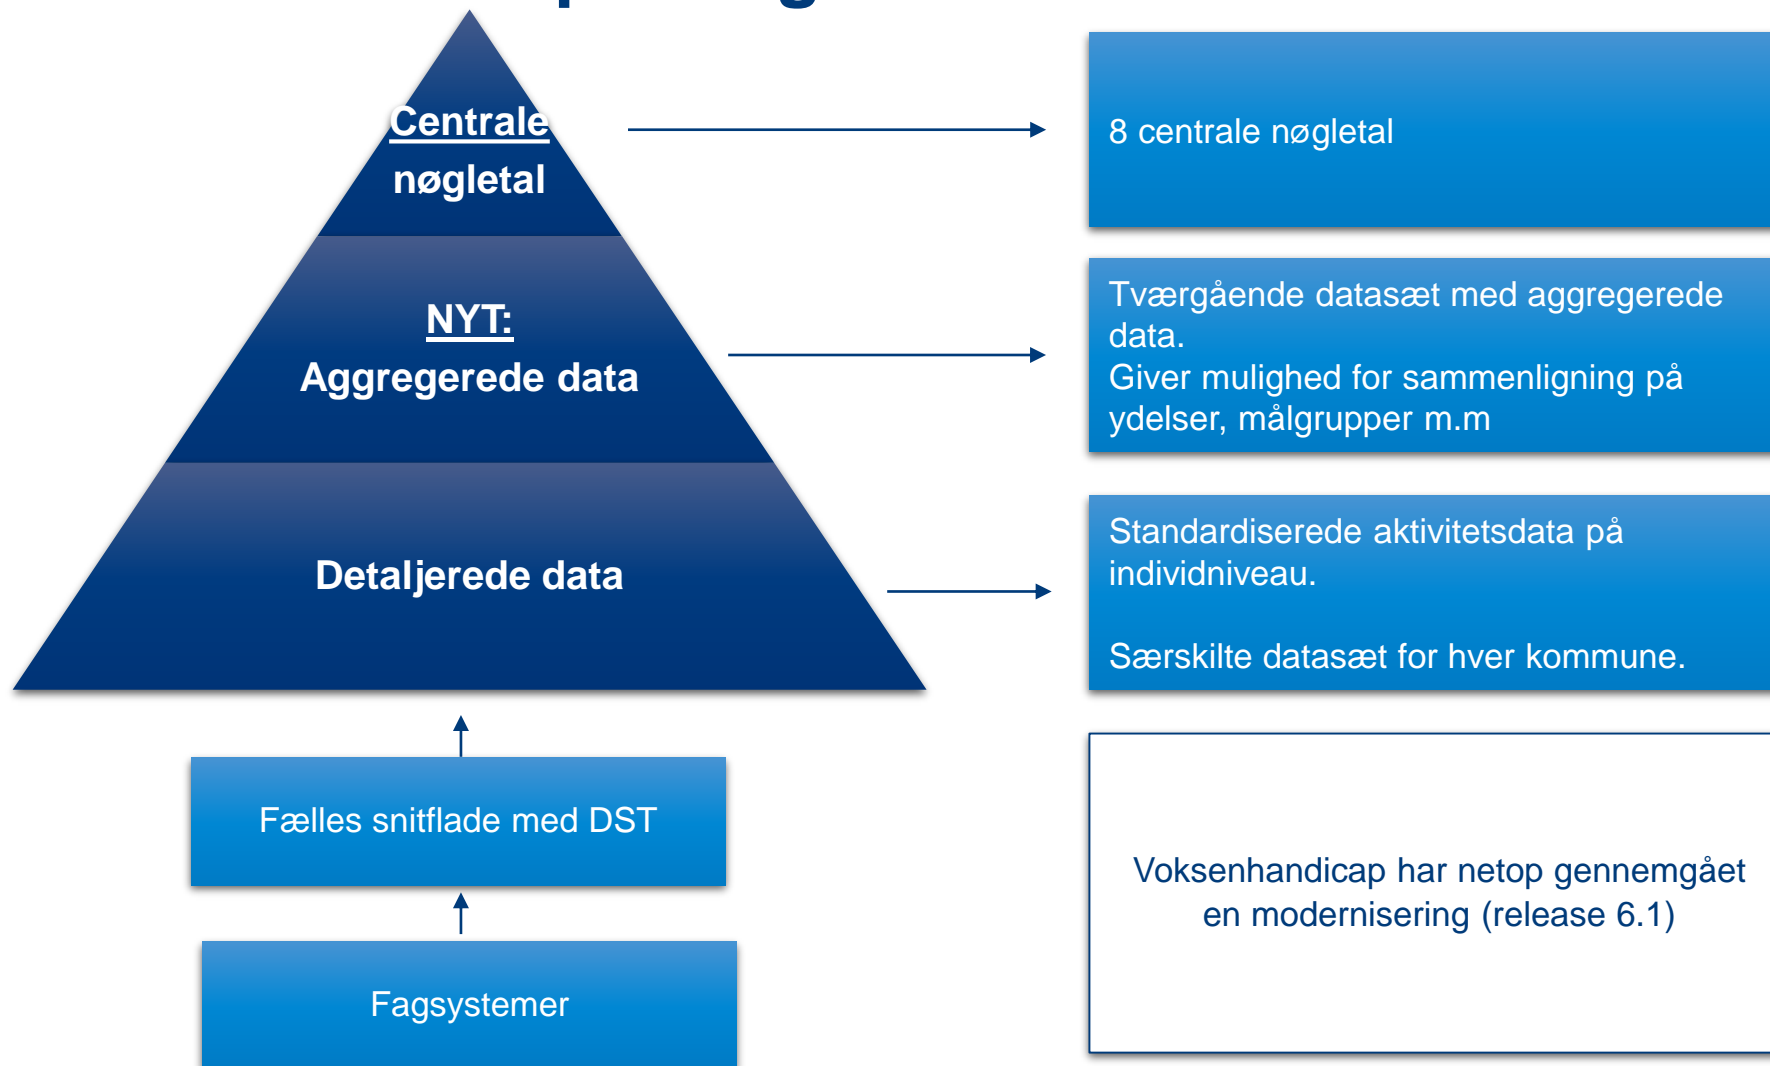 Centrale
nøgletal
8 centrale nøgletal
NYT:
Aggregerede data
Tværgående datasæt med aggregerede
data.
Giver mulighed for sammenligning på
ydelser, målgrupper m.m
Detaljerede data
Standardiserede aktivitetsdata på
individniveau.
Særskilte datasæt for hver kommune.
Fælles snitflade med DST
Fagsystemer
Voksenhandicap har netop gennemgået
en modernisering (release 6.1)